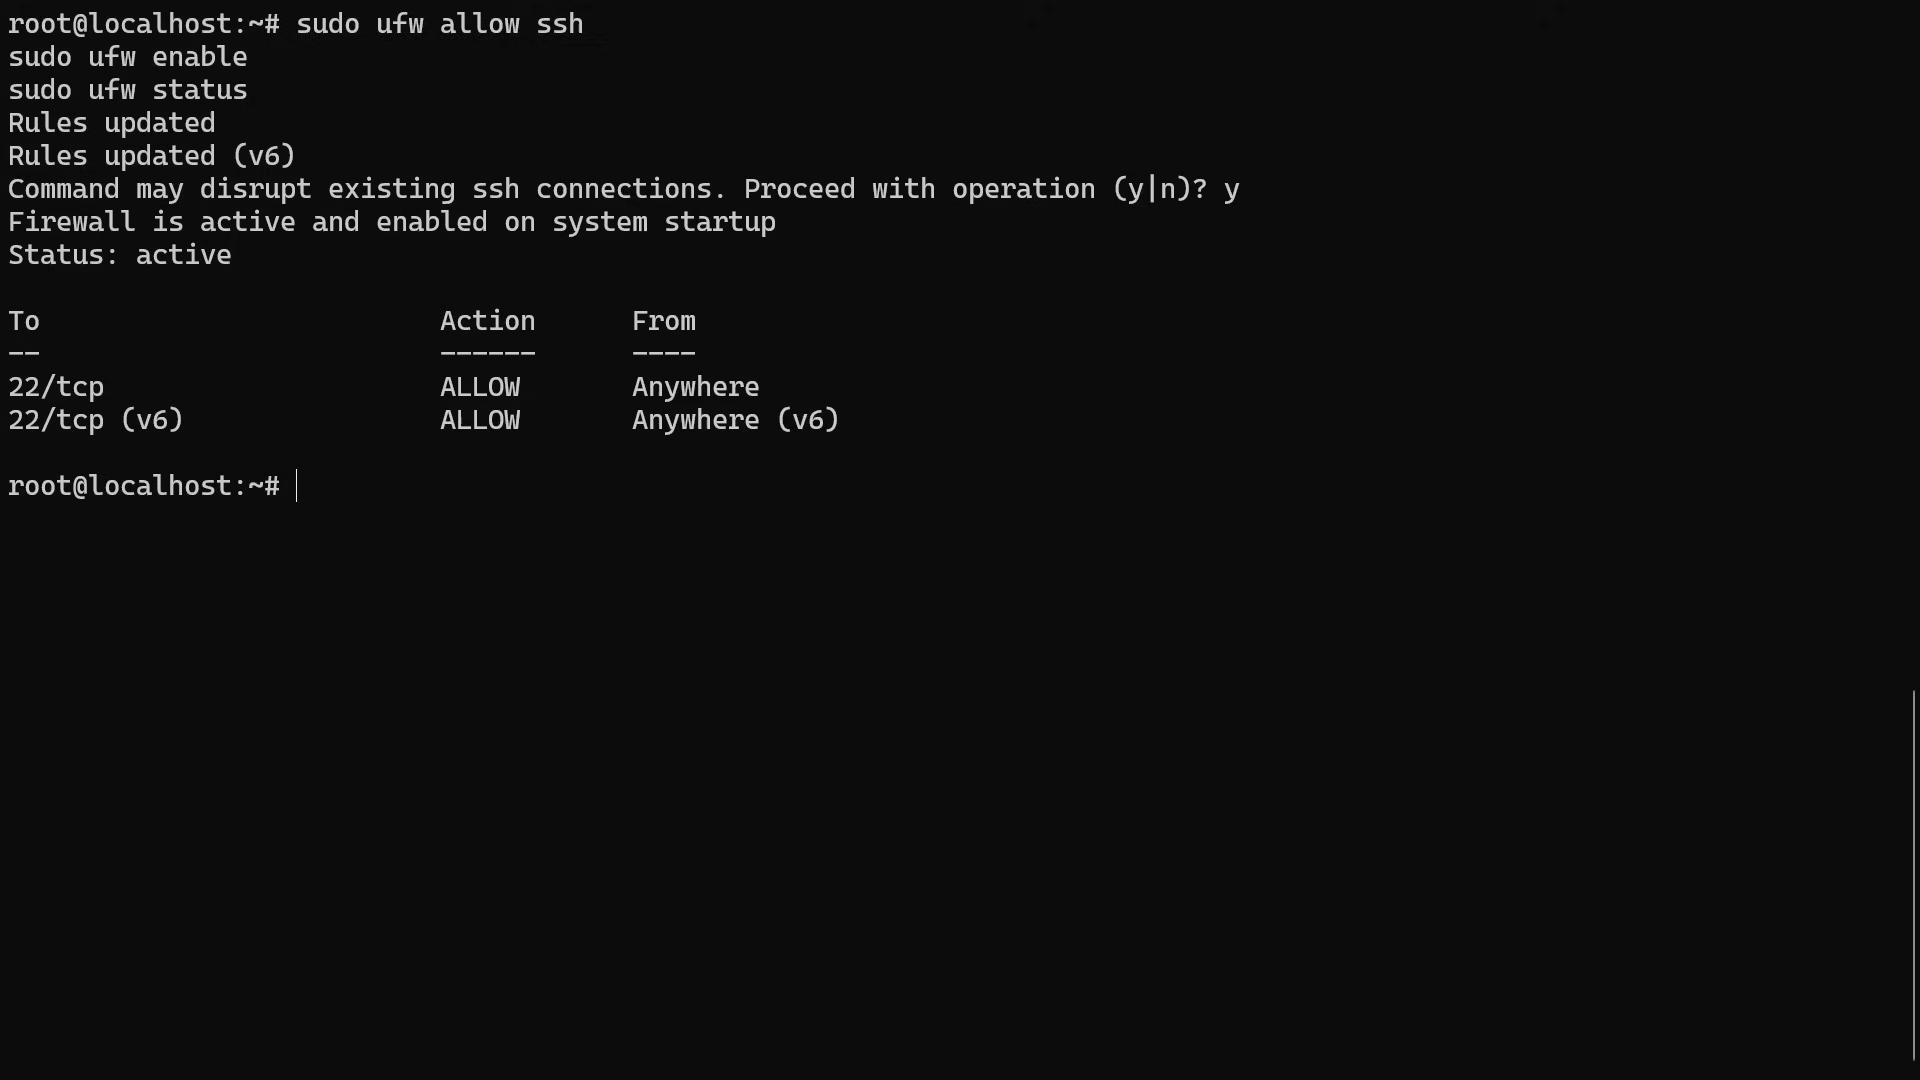 root@localhost:~# sudo ufw allow ssh
sudo ufw enable
sudo ufw status
Rules updated
Rules updated (v6)
Command may disrupt existing ssh connections. Proceed with operation (y|n)? y
Firewall is active and enabled on system startup
Status: active
To                         Action      From
--                         ------      ----
22/tcp                     ALLOW       Anywhere
22/tcp (v6)                ALLOW       Anywhere (v6)
root@localhost:~#